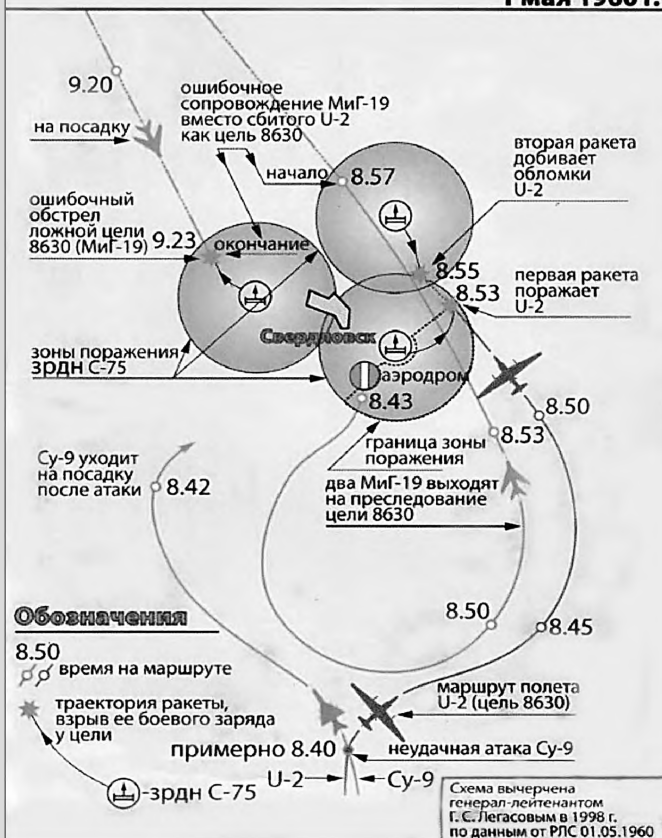 1 мая 1960 г.
9.20
на посадку
ошибочное
сопровождение МиГ-19
вместо сбитого U-2
как цель 8630
начало
8.57
вторая ракета
добивает
обломки
U-2
ошибочный
обстрел
ложной цели
8630 (МиГ-19)
9.23
окончание
8.55
8.53
первая ракета
поражает
U-2
Свердловск
зоны поражения
зрдн С-75
аэродром
8.43
8.50
8.53
граница зоны
поражения
Су-9 уходит
на посадку
после атаки
8.42
два МиГ-19 выходят
на преследование
цели 8630
8.50
8.45
Обозначения
8.50
время на маршруте
траектория ракеты,
взрыв ее боевого заряда
у цели
-зрдн С-75
маршрут полета
U-2 (цель 8630)
примерно 8.40
неудачная атака Су-9
U-2
Су-9
Схема вычерчена
генерал-лейтенантом
Г. С. Легасовым в 1998 г.
по данным от РЛС 01.05.1960